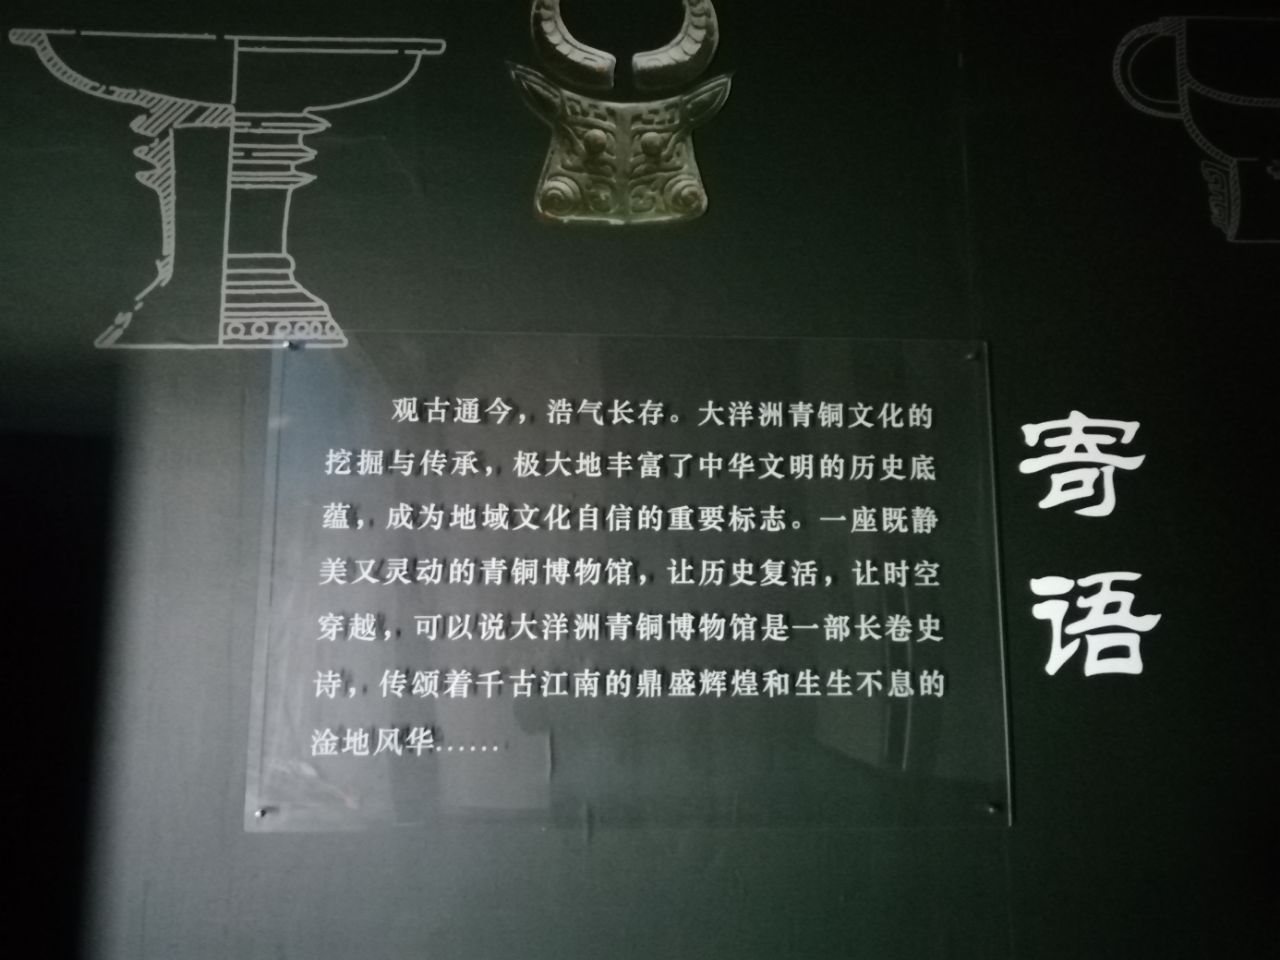 寄语
观古通今，浩气长存。大洋洲青铜文化的
挖掘与传承，极大地丰富了中华文明的历史底
蕴，成为地域文化自信的重要标志。一座既静
美又灵动的青铜博物馆，让历史复活，让时空
穿越，可以说大洋洲青铜博物馆是一部长卷史
诗，传颂着千古江南的鼎盛辉煌和生生不息的
淦地风华……